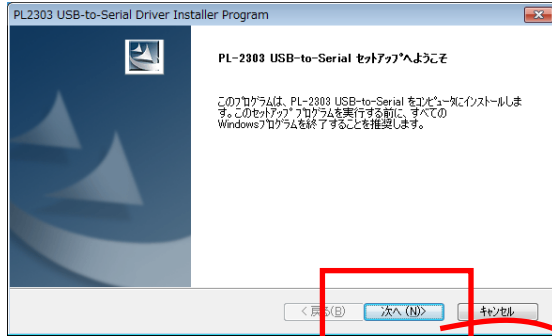 PL2303 USB-to-Serial Driver Installer Program
PL-2303 USB-to-Serial ｾｯﾄｱｯﾌﾟへようこそ
このﾌﾟﾛｸﾞﾗﾑは、PL-2303 USB-to-Serial をｺﾝﾋﾟｭｰﾀにｲﾝｽﾄｰﾙしま
す。このｾｯﾄｱｯﾌﾟ ﾌﾟﾛｸﾞﾗﾑを実行する前に、すべての
Windowsﾌﾟﾛｸﾞﾗﾑを終了することを推奨します。
< 戻る(B) 次へ (N)> ｷｬﾝｾﾙ